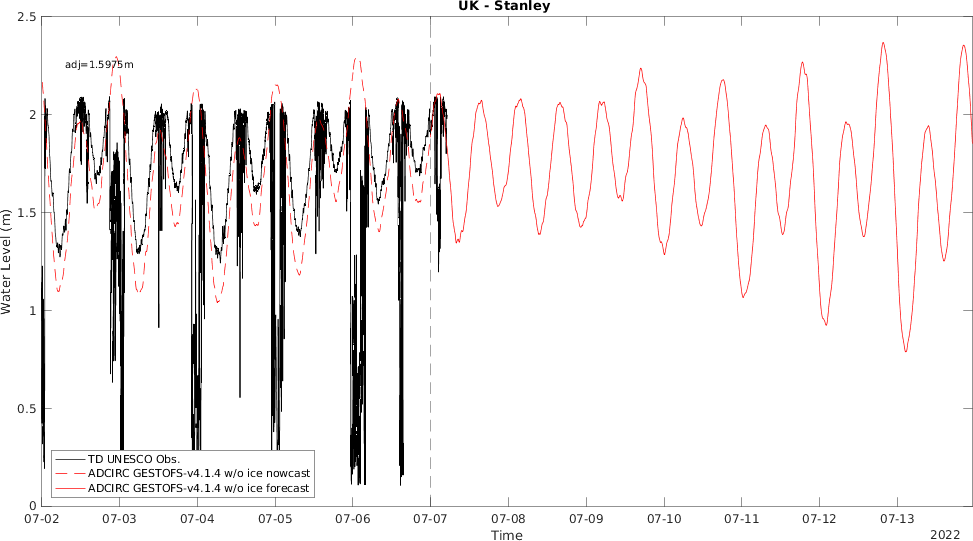 UK - Stanley
adj=1.5975m
2.5
2
1.5
1
0.5
0
Water Level (m)
TD UNESCO Obs.
ADCIRC GESTOFS-v4.1.4 w/o ice nowcast
ADCIRC GESTOFS-v4.1.4 w/o ice forecast
07-02 07-03 07-04 07-05 07-06 07-07 07-08 07-09 07-10 07-11 07-12 07-13
Time
2022